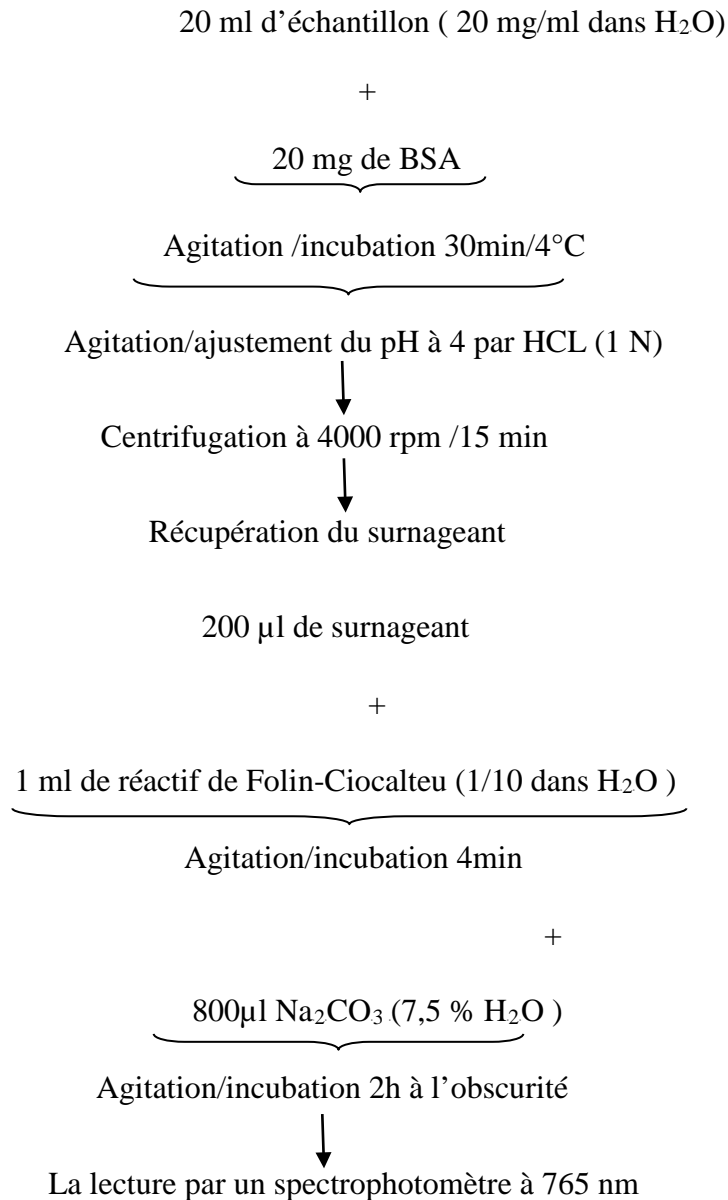 20 ml d’échantillon ( 20 mg/ml dans H₂O)
+
20 mg de BSA
Agitation /incubation 30min/4°C
Agitation/ajustement du pH à 4 par HCL (1 N)
Centrifugation à 4000 rpm /15 min
Récupération du surnageant
200 µl de surnageant
+
1 ml de réactif de Folin-Ciocalteu (1/10 dans H₂O )
Agitation/incubation 4min
+
800µl Na₂CO₃ (7,5 % H₂O )
Agitation/incubation 2h à l’obscurité
La lecture par un spectrophotomètre à 765 nm